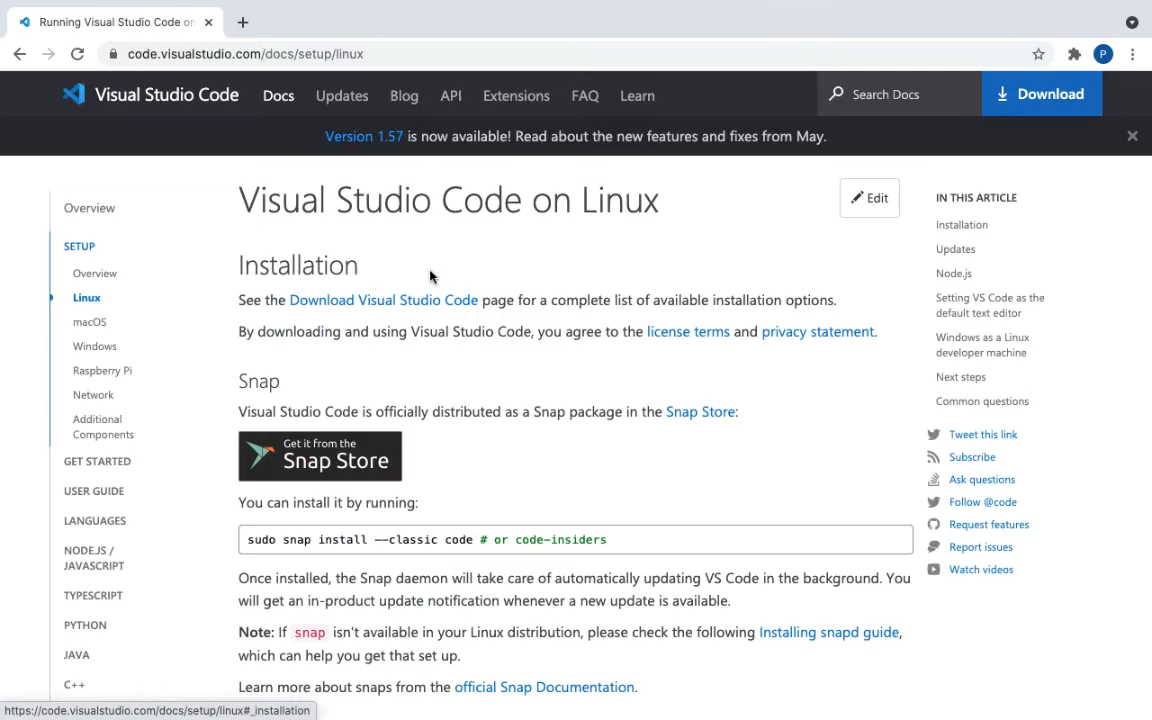 Running Visual Studio Code on
code.visualstudio.com/docs/setup/linux
P
Visual Studio Code
Docs
Updates
Blog
API
Extensions
FAQ
Learn
Search Docs
Download
Version 1.57 is now available! Read about the new features and fixes from May.
Overview
SETUP
Overview
Linux
macOS
Windows
Raspberry Pi
Network
Additional
Components
GET STARTED
USER GUIDE
LANGUAGES
NODE.JS /
JAVASCRIPT
TYPESCRIPT
PYTHON
JAVA
C++
Visual Studio Code on Linux
Edit
Installation
See the Download Visual Studio Code page for a complete list of available installation options.
By downloading and using Visual Studio Code, you agree to the license terms and privacy statement.
Snap
Visual Studio Code is officially distributed as a Snap package in the Snap Store:
Get it from the
Snap Store
You can install it by running:
sudo snap install --classic code # or code-insiders
Once installed, the Snap daemon will take care of automatically updating VS Code in the background. You
will get an in-product update notification whenever a new update is available.
Note: If snap isn't available in your Linux distribution, please check the following Installing snapd guide,
which can help you get that set up.
Learn more about snaps from the official Snap Documentation.
IN THIS ARTICLE
Installation
Updates
Node.js
Setting VS Code as the
default text editor
Windows as a Linux
developer machine
Next steps
Common questions
Tweet this link
Subscribe
Ask questions
Follow @code
Request features
Report issues
Watch videos
https://code.visualstudio.com/docs/setup/linux#_installation